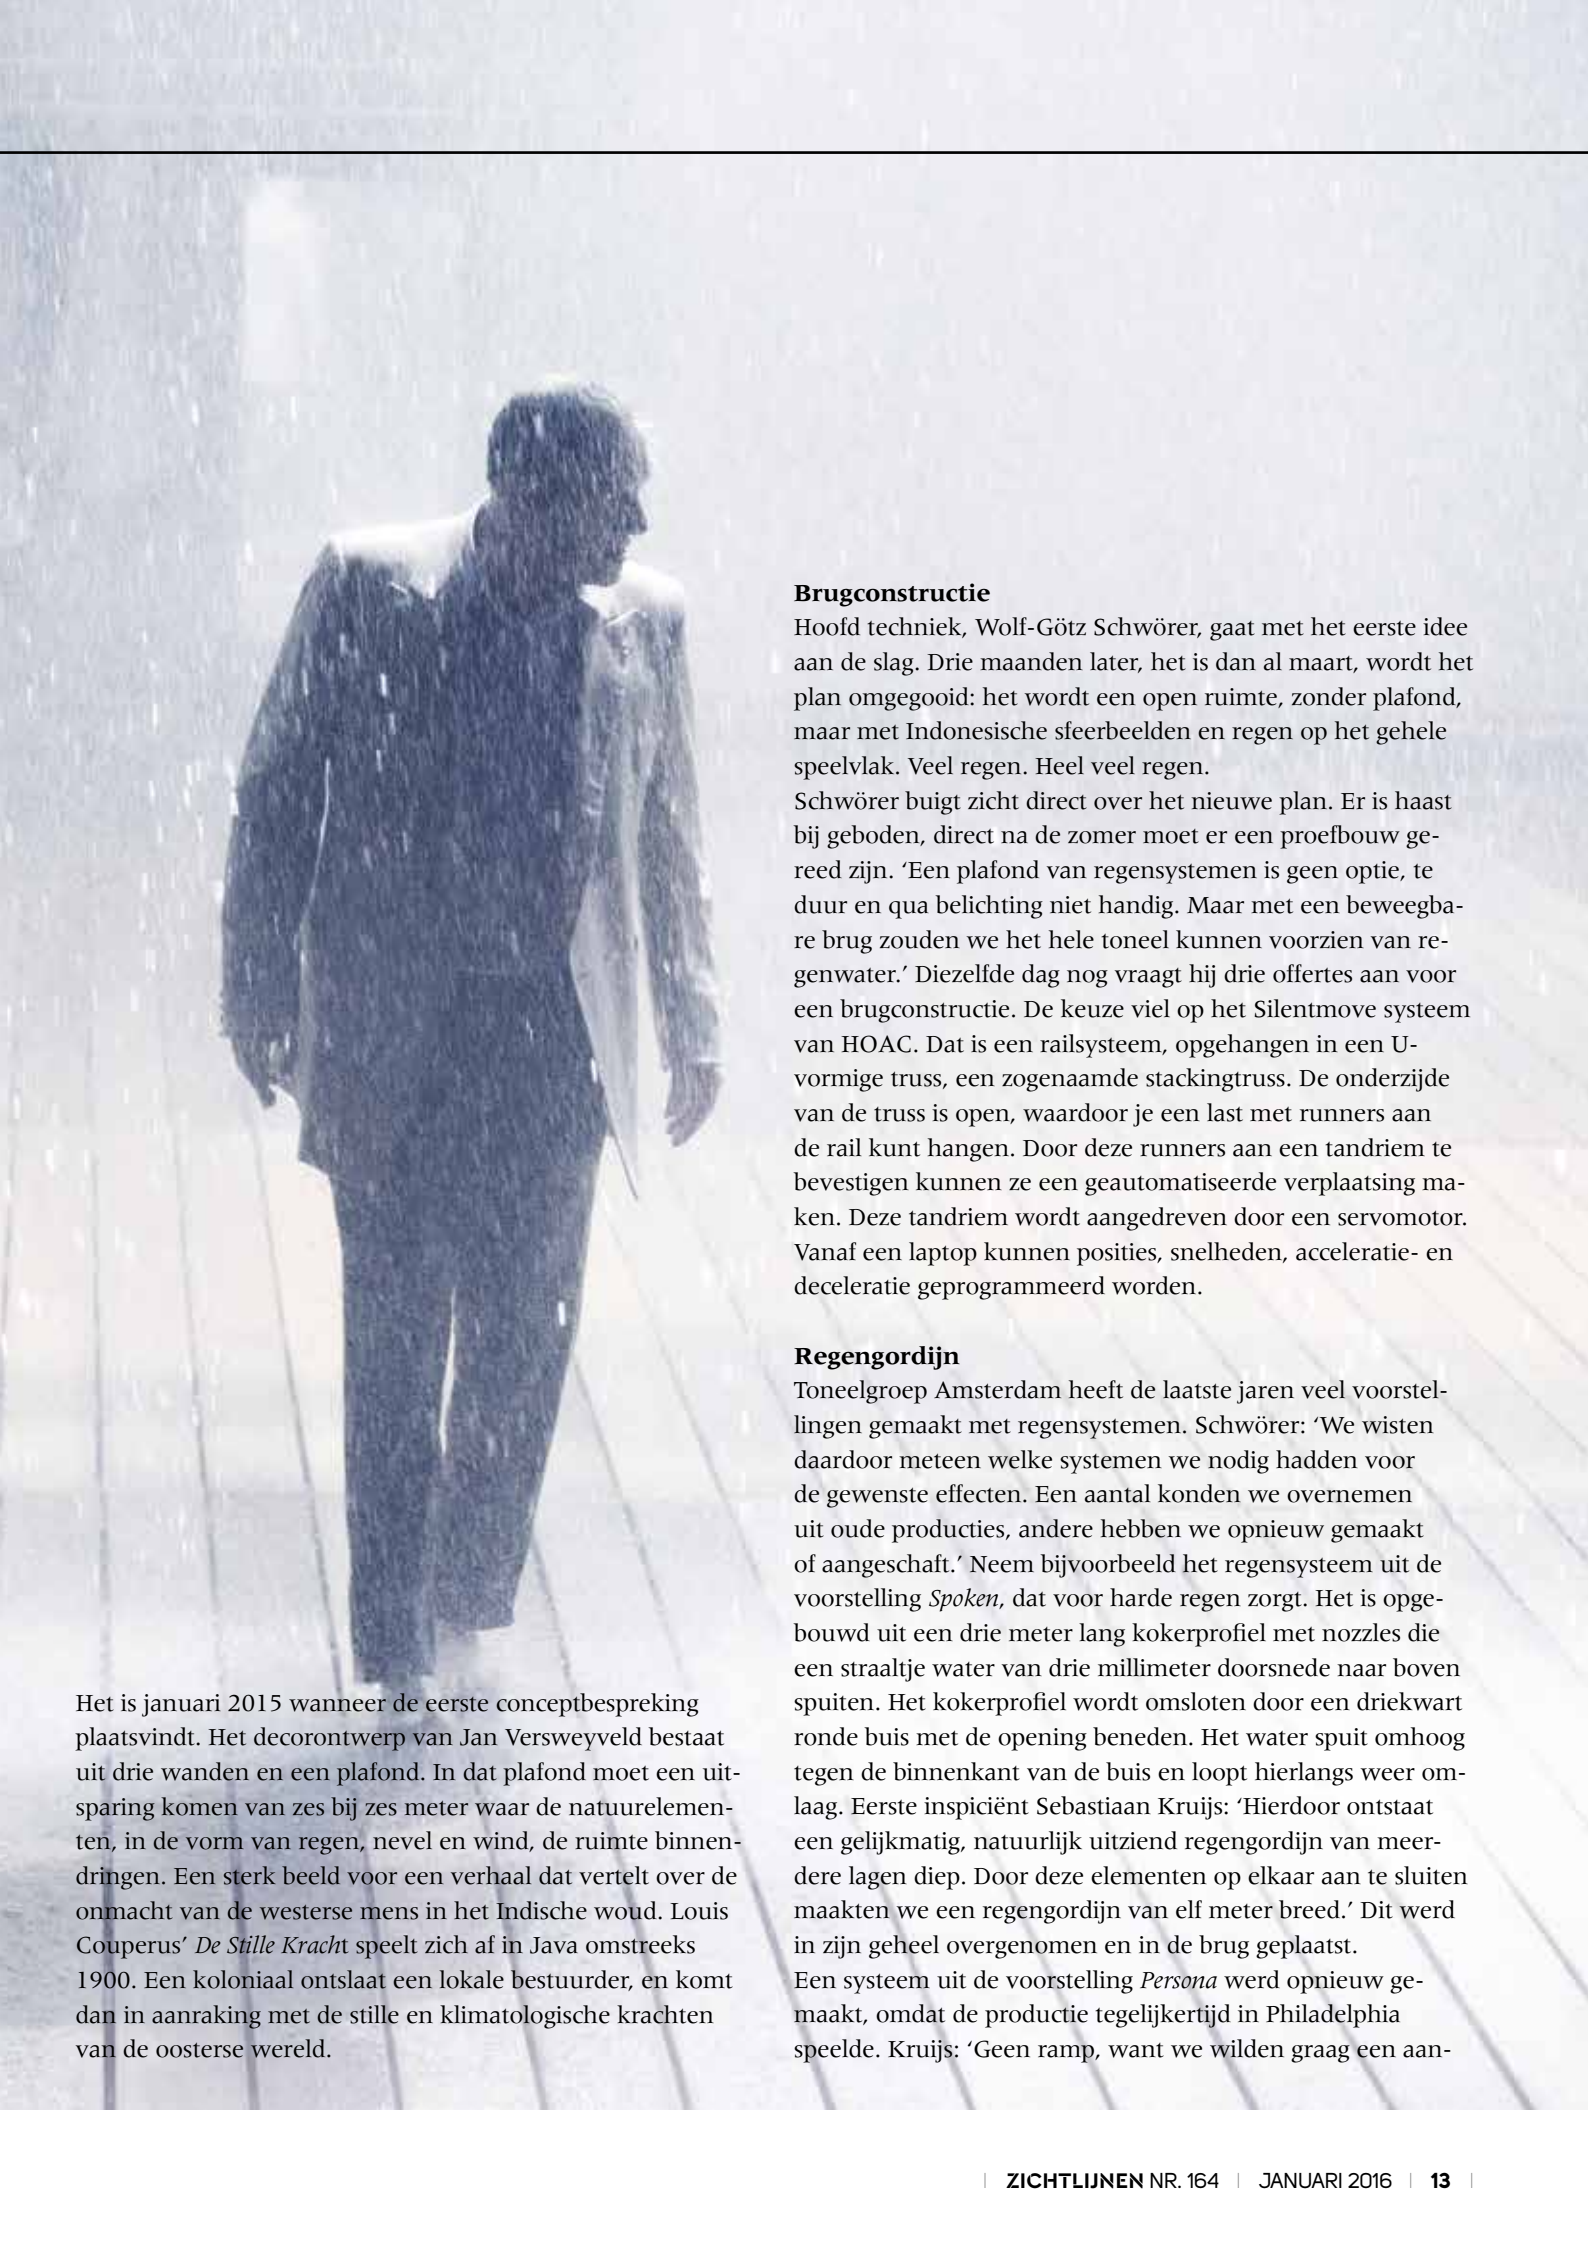 Het is januari 2015 wanneer de eerste conceptbespreking
plaatsvindt. Het decorontwerp van Jan Versweyveld bestaat
uit drie wanden en een plafond. In dat plafond moet een uit-
sparing komen van zes bij zes meter waar de natuurelemen-
ten, in de vorm van regen, nevel en wind, de ruimte binnen-
dringen. Een sterk beeld voor een verhaal dat vertelt over de
onmacht van de westerse mens in het Indische woud. Louis
Couperus’ De Stille Kracht speelt zich af in Java omstreeks
1900. Een koloniaal ontslaat een lokale bestuurder, en komt
dan in aanraking met de stille en klimatologische krachten
van de oosterse wereld.
Brugconstructie
Hoofd techniek, Wolf-Götz Schwörer, gaat met het eerste idee
aan de slag. Drie maanden later, het is dan al maart, wordt het
plan omgegooid: het wordt een open ruimte, zonder plafond,
maar met Indonesische sfeerbeelden en regen op het gehele
speelvlak. Veel regen. Heel veel regen.
Schwörer buigt zicht direct over het nieuwe plan. Er is haast
bij geboden, direct na de zomer moet er een proefbouw ge-
reed zijn. ‘Een plafond van regensystemen is geen optie, te
duur en qua belichting niet handig. Maar met een beweegba-
re brug zouden we het hele toneel kunnen voorzien van re-
genwater.’ Diezelfde dag nog vraagt hij drie offertes aan voor
een brugconstructie. De keuze viel op het Silentmove systeem
van HOAC. Dat is een railsysteem, opgehangen in een U-
vormige truss, een zogenaamde stackingtruss. De onderzijde
van de truss is open, waardoor je een last met runners aan
de rail kunt hangen. Door deze runners aan een tandriem te
bevestigen kunnen ze een geautomatiseerde verplaatsing ma-
ken. Deze tandriem wordt aangedreven door een servomotor.
Vanaf een laptop kunnen posities, snelheden, acceleratie- en
deceleratie geprogrammeerd worden.
Regengordijn
Toneelgroep Amsterdam heeft de laatste jaren veel voorstel-
lingen gemaakt met regensystemen. Schwörer: ‘We wisten
daardoor meteen welke systemen we nodig hadden voor
de gewenste effecten. Een aantal konden we overnemen
uit oude producties, andere hebben we opnieuw gemaakt
of aangeschaft.’ Neem bijvoorbeeld het regensysteem uit de
voorstelling Spoken, dat voor harde regen zorgt. Het is opge-
bouwd uit een drie meter lang kokerprofiel met nozzles die
een straaltje water van drie millimeter doorsnede naar boven
spuiten. Het kokerprofiel wordt omsloten door een driekwart
ronde buis met de opening beneden. Het water spuit omhoog
tegen de binnenkant van de buis en loopt hierlangs weer om-
laag. Eerste inspiciënt Sebastiaan Kruijs: ‘Hierdoor ontstaat
een gelijkmatig, natuurlijk uitziend regengordijn van meer-
dere lagen diep. Door deze elementen op elkaar aan te sluiten
maakten we een regengordijn van elf meter breed.’ Dit werd
in zijn geheel overgenomen en in de brug geplaatst.
Een systeem uit de voorstelling Persona werd opnieuw ge-
maakt, omdat de productie tegelijkertijd in Philadelphia
speelde. Kruijs: ‘Geen ramp, want we wilden graag een aan-
| ZICHTLIJNEN NR. 164 | JANUARI 2016 | 13 |